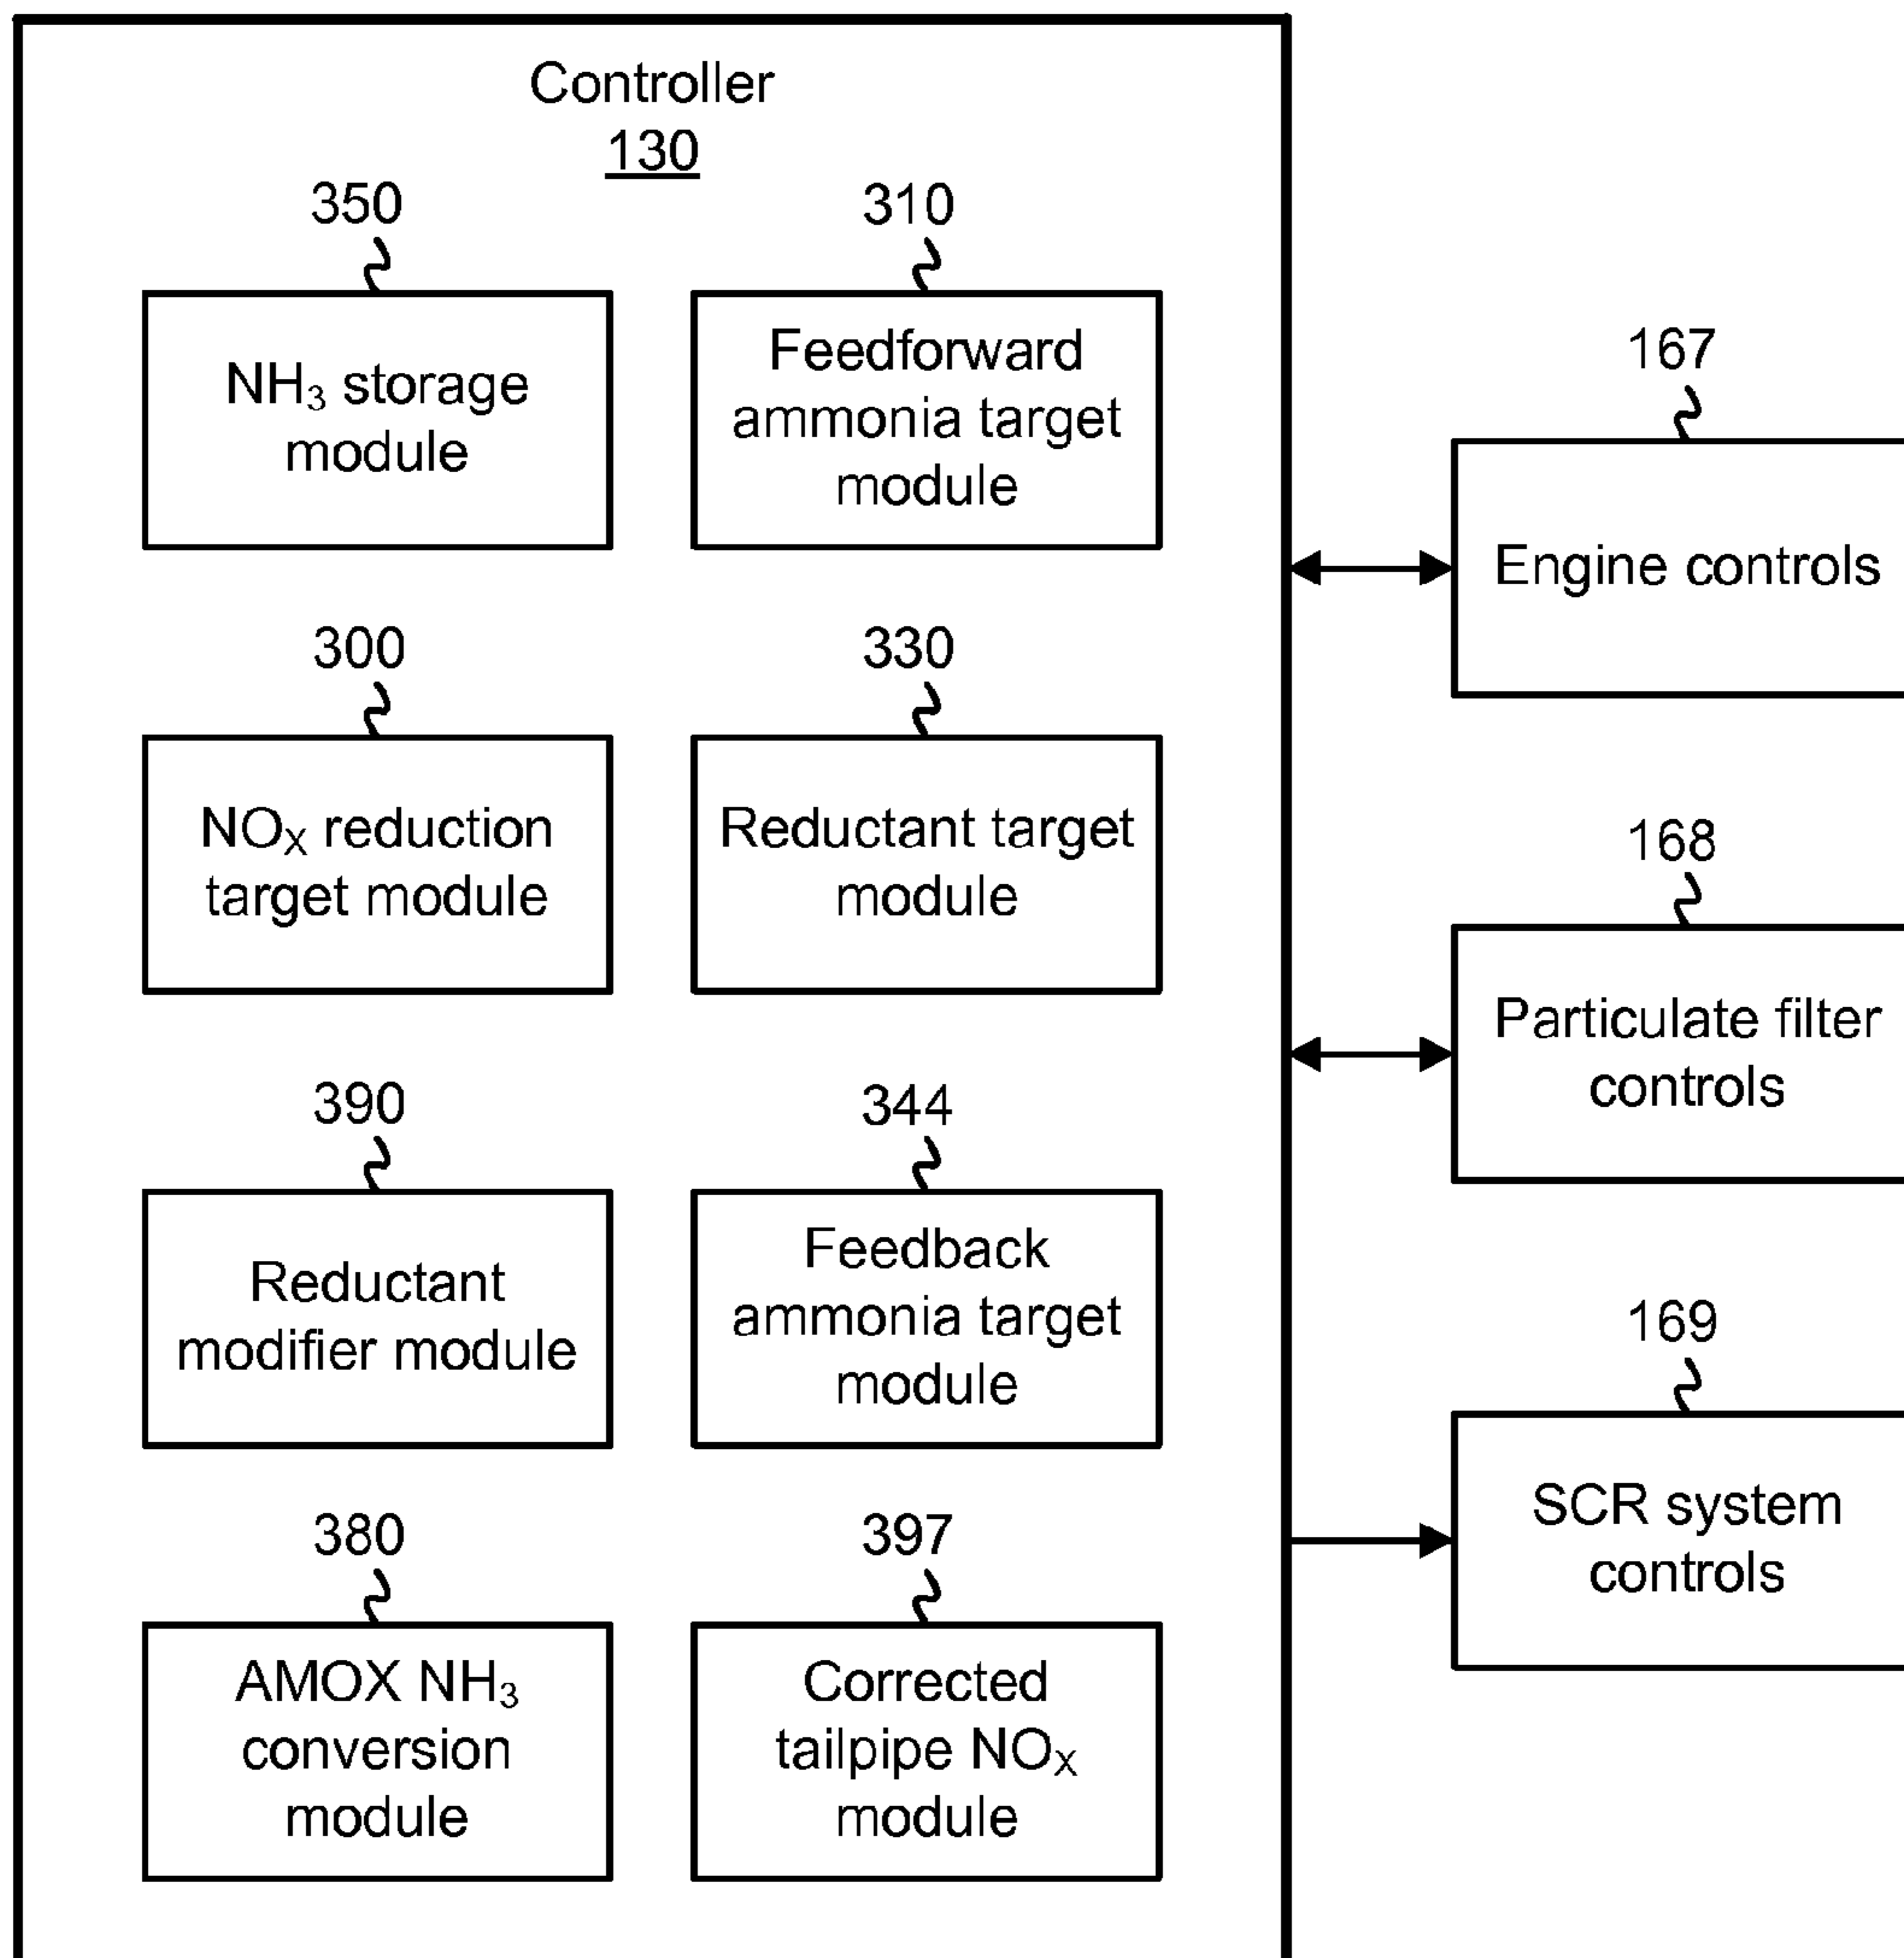 Controller
130
350
NH₃ storage
module
310
Feedforward
ammonia target
module
300
NOₓ reduction
target module
330
Reductant target
module
390
Reductant
modifier module
344
Feedback
ammonia target
module
380
AMOX NH₃
conversion
module
397
Corrected
tailpipe NOₓ
module
167
Engine controls
168
Particulate filter
controls
169
SCR system
controls